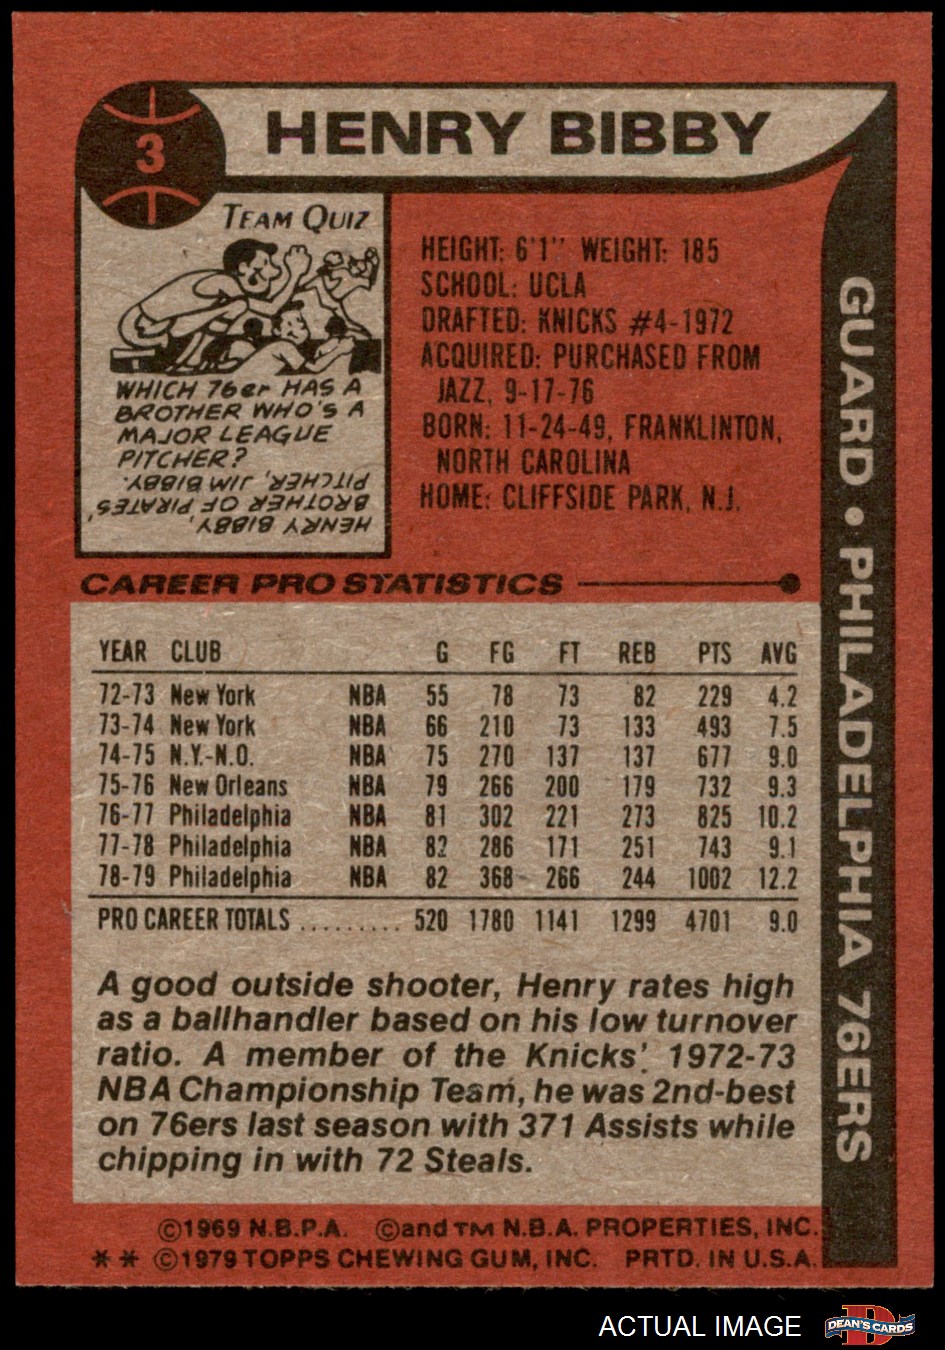 3
HENRY BIBBY
TEAM QUIZ
WHICH 76er HAS A
BROTHER WHO'S A
MAJOR LEAGUE
PITCHER?
HENRY BIBBY,
BROTHER OF PIRATES'
PITCHER, JIM BIBBY.
HEIGHT: 6'1" WEIGHT: 185
SCHOOL: UCLA
DRAFTED: KNICKS #4-1972
ACQUIRED: PURCHASED FROM
JAZZ, 9-17-76
BORN: 11-24-49, FRANKLINTON,
NORTH CAROLINA
HOME: CLIFFSIDE PARK, N.J.
GUARD • PHILADELPHIA 76ERS
CAREER PRO STATISTICS
YEAR CLUB G FG FT REB PTS AVG
72-73 New York NBA 55 78 73 82 229 4.2
73-74 New York NBA 66 210 73 133 493 7.5
74-75 N.Y.-N.O. NBA 75 270 137 137 677 9.0
75-76 New Orleans NBA 79 266 200 179 732 9.3
76-77 Philadelphia NBA 81 302 221 273 825 10.2
77-78 Philadelphia NBA 82 286 171 251 743 9.1
78-79 Philadelphia NBA 82 368 266 244 1002 12.2
PRO CAREER TOTALS ......... 520 1780 1141 1299 4701 9.0
A good outside shooter, Henry rates high
as a ballhandler based on his low turnover
ratio. A member of the Knicks' 1972-73
NBA Championship Team, he was 2nd-best
on 76ers last season with 371 Assists while
chipping in with 72 Steals.
©1969 N.B.P.A. ©and TM N.B.A. PROPERTIES, INC.
** ©1979 TOPPS CHEWING GUM, INC. PRTD. IN U.S.A.
ACTUAL IMAGE
D
DEAN'S CARDS